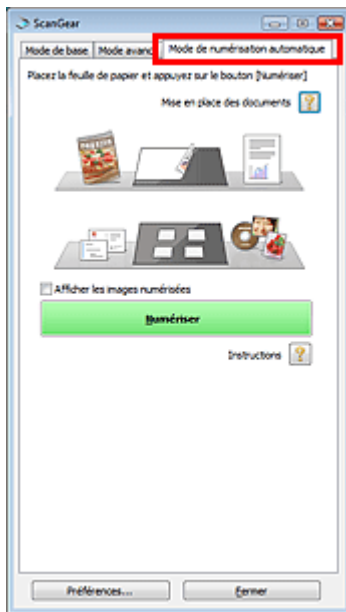 ScanGear
Mode de base Mode avanc Mode de numérisation automatique
Placez la feuille de papier et appuyez sur le bouton [Numériser]
Mise en place des documents
Afficher les images numérisées
Numériser
Instructions
Préférences... Fermer